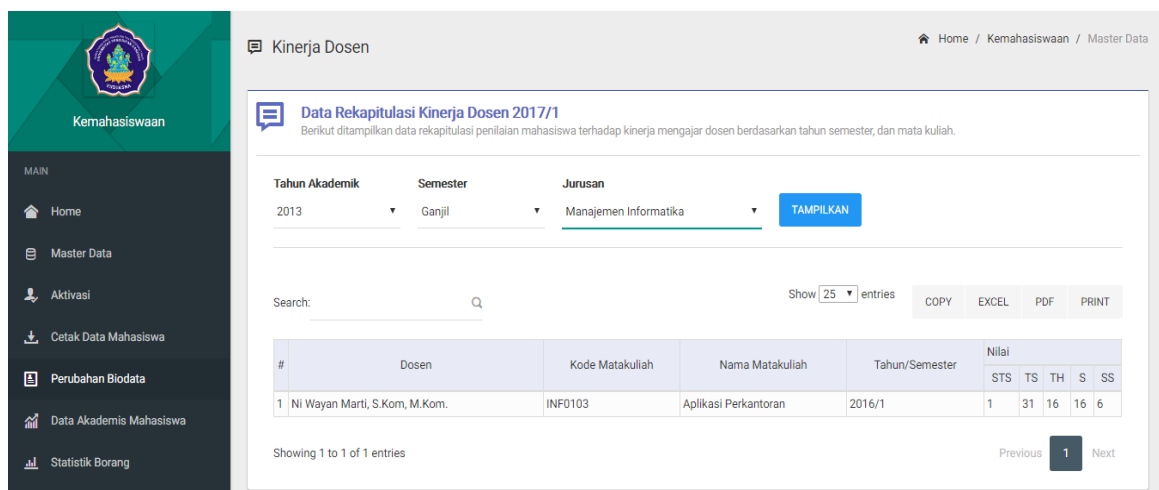 Kemahasiswaan
MAIN
Home
Master Data
Aktivasi
Cetak Data Mahasiswa
Perubahan Biodata
Data Akademis Mahasiswa
Statistik Borang
Kinerja Dosen
Home / Kemahasiswaan / Master Data
Data Rekapitulasi Kinerja Dosen 2017/1
Berikut ditampilkan data rekapitulasi penilaian mahasiswa terhadap kinerja mengajar dosen berdasarkan tahun semester, dan mata kuliah.
Tahun Akademik Semester Jurusan
2013 Ganjil Manajemen Informatika TAMPILKAN
Search: Show 25 entries COPY EXCEL PDF PRINT
# Dosen Kode Matakuliah Nama Matakuliah Tahun/Semester Nilai
STS TS TH S SS
1 Ni Wayan Marti, S.Kom, M.Kom. INF0103 Aplikasi Perkantoran 2016/1 1 31 16 16 6
Showing 1 to 1 of 1 entries Previous 1 Next